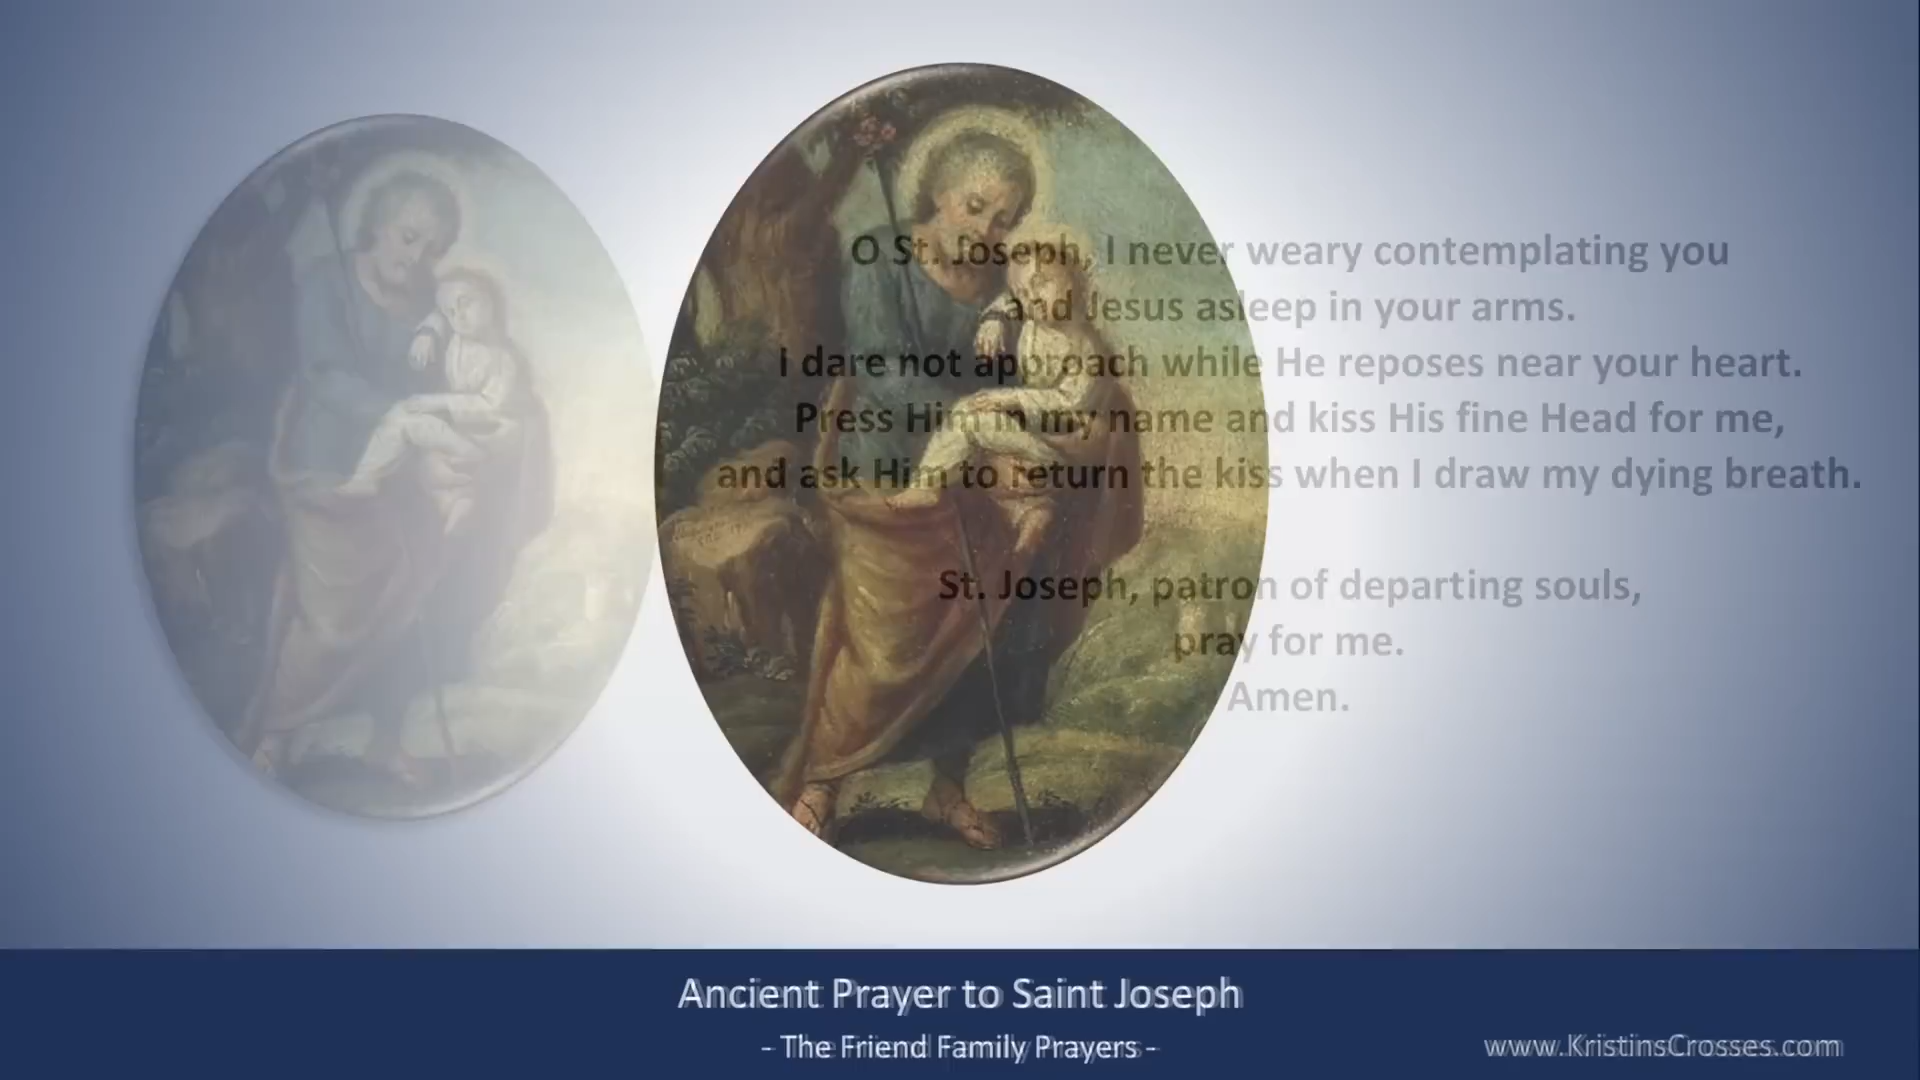 O St. Joseph, I never weary contemplating you
and Jesus asleep in your arms.
I dare not approach while He reposes near your heart.
Press Him in my name and kiss His fine Head for me,
and ask Him to return the kiss when I draw my dying breath.
St. Joseph, patron of departing souls,
pray for me.
Amen.
Ancient Prayer to Saint Joseph
- The Friend Family Prayers -
www.KristinsCrosses.com